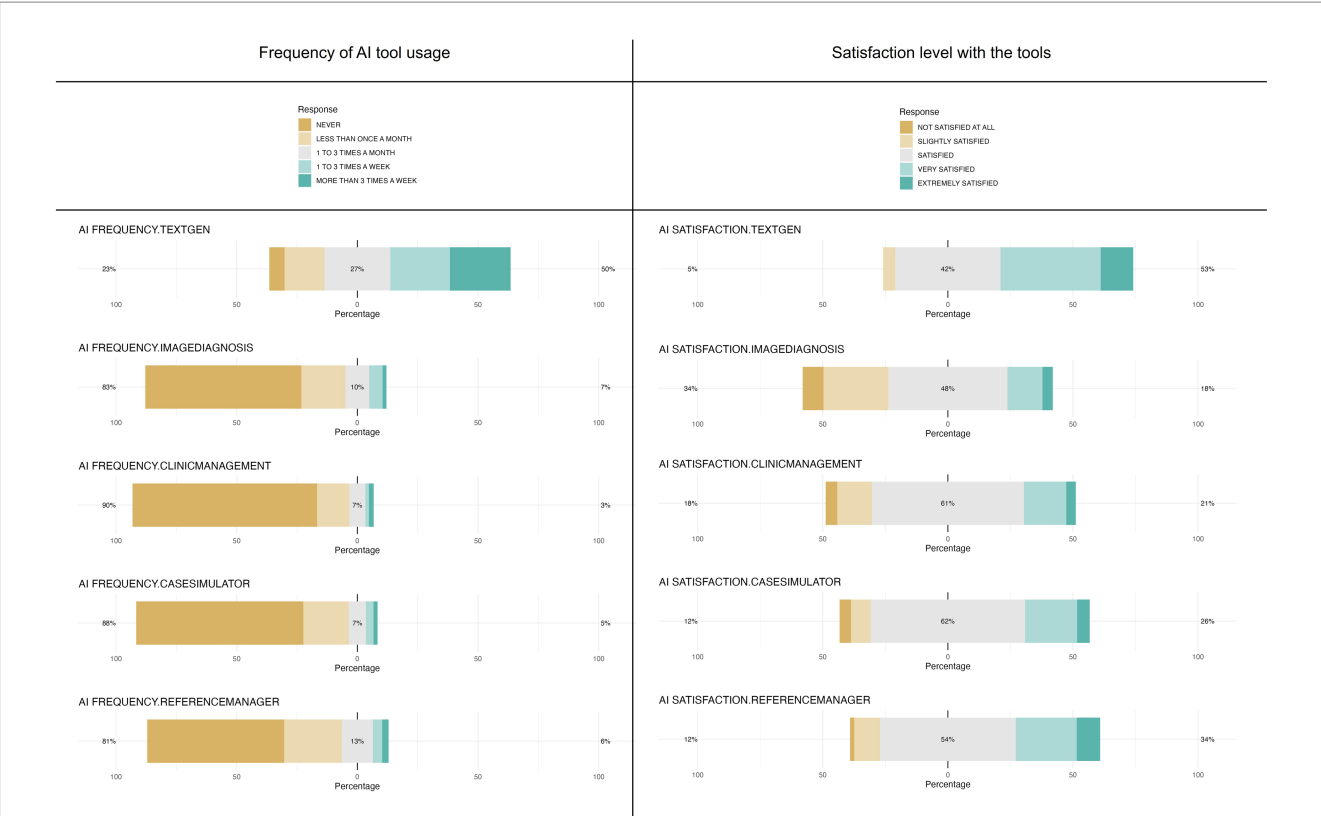 Frequency of AI tool usage
Satisfaction level with the tools
Response
NEVER
LESS THAN ONCE A MONTH
1 TO 3 TIMES A MONTH
1 TO 3 TIMES A WEEK
MORE THAN 3 TIMES A WEEK
Response
NOT SATISFIED AT ALL
SLIGHTLY SATISFIED
SATISFIED
VERY SATISFIED
EXTREMELY SATISFIED
AI FREQUENCY.TEXTGEN
23% 27% 50%
100 50 0 50 100
Percentage
AI SATISFACTION.TEXTGEN
5% 42% 53%
100 50 0 50 100
Percentage
AI FREQUENCY.IMAGEDIAGNOSIS
83% 10% 7%
100 50 0 50 100
Percentage
AI SATISFACTION.IMAGEDIAGNOSIS
34% 48% 18%
100 50 0 50 100
Percentage
AI FREQUENCY.CLINICMANAGEMENT
90% 7% 3%
100 50 0 50 100
Percentage
AI SATISFACTION.CLINICMANAGEMENT
18% 61% 21%
100 50 0 50 100
Percentage
AI FREQUENCY.CASESIMULATOR
88% 7% 5%
100 50 0 50 100
Percentage
AI SATISFACTION.CASESIMULATOR
12% 62% 26%
100 50 0 50 100
Percentage
AI FREQUENCY.REFERENCEMANAGER
81% 13% 6%
100 50 0 50 100
Percentage
AI SATISFACTION.REFERENCEMANAGER
12% 54% 34%
100 50 0 50 100
Percentage